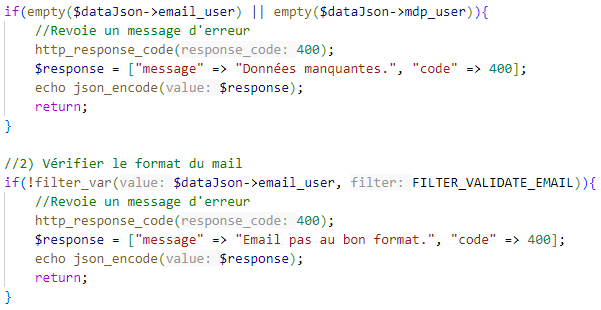 if(empty($dataJson->email_user) || empty($dataJson->mdp_user)){
//Revoie un message d'erreur
http_response_code(response_code: 400);
$response = ["message" => "Données manquantes.", "code" => 400];
echo json_encode(value: $response);
return;
}
//2) Vérifier le format du mail
if(!filter_var(value: $dataJson->email_user, filter: FILTER_VALIDATE_EMAIL)){
//Revoie un message d'erreur
http_response_code(response_code: 400);
$response = ["message" => "Email pas au bon format.", "code" => 400];
echo json_encode(value: $response);
return;
}